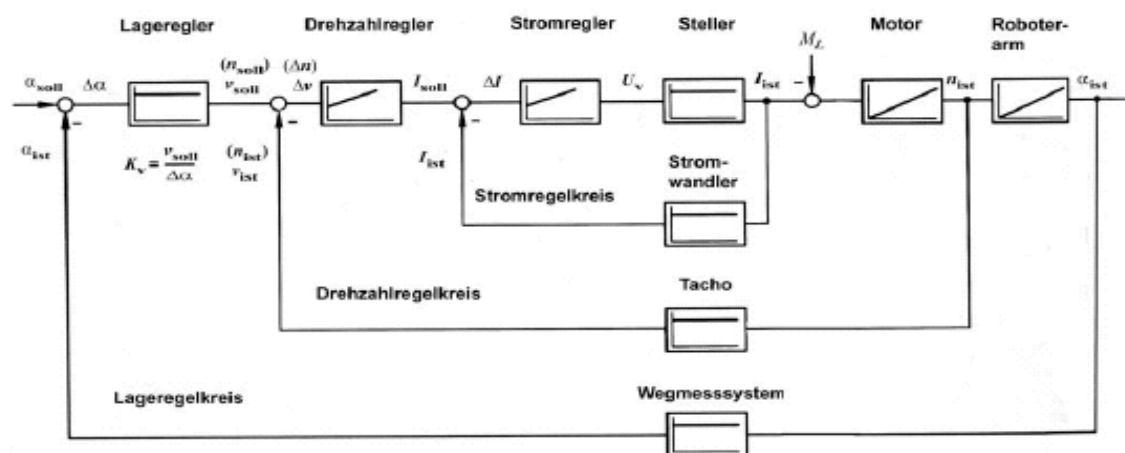 Lageregler
Drehzahlregler
Stromregler
Steller
Motor
Roboter-
arm
M_L
α_soll
Δα
(n_soll)
v_soll
(Δn)
Δv
I_soll
ΔI
U_v
I_ist
n_ist
α_ist
α_ist
K_v = v_soll / Δα
(n_ist)
v_ist
I_ist
Strom-
wandler
Stromregelkreis
Tacho
Drehzahlregelkreis
Wegmesssystem
Lageregelkreis